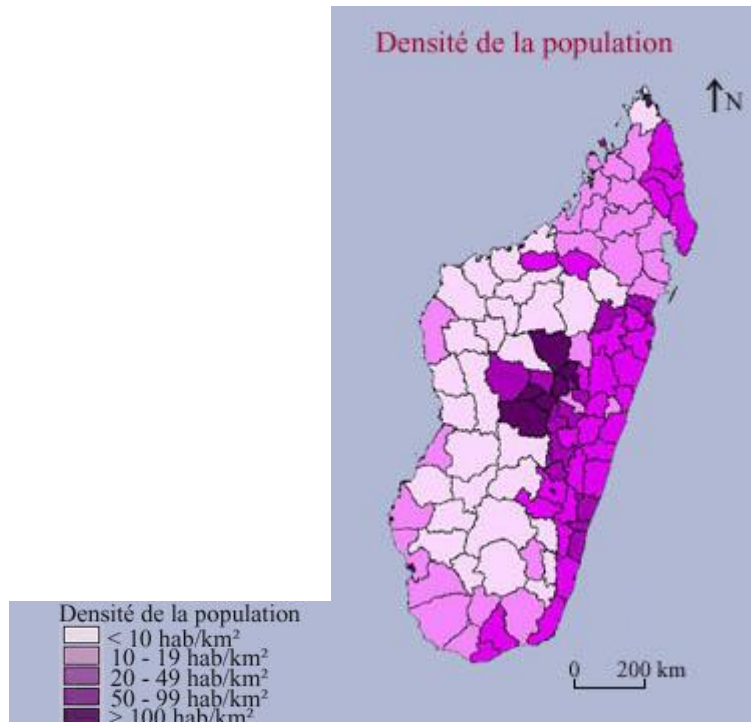 Densité de la population
N
Densité de la population
< 10 hab/km²
10 - 19 hab/km²
20 - 49 hab/km²
50 - 99 hab/km²
> 100 hab/km²
0 200 km